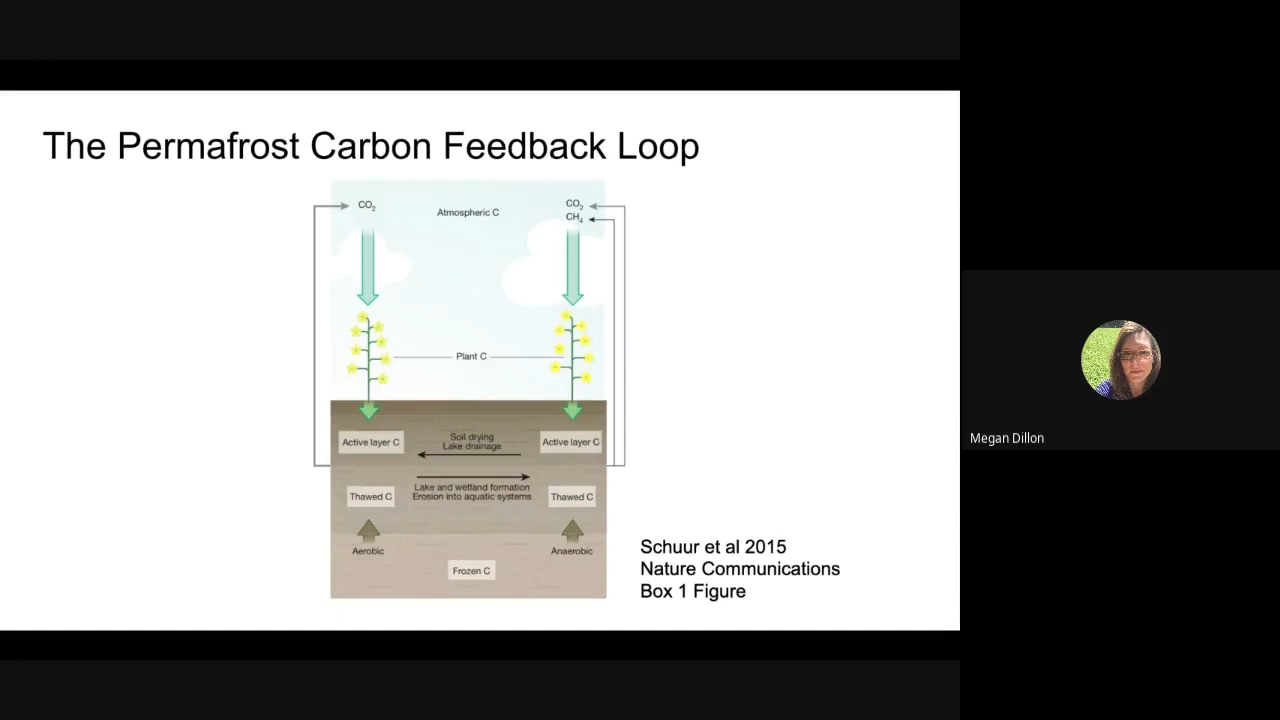 The Permafrost Carbon Feedback Loop
CO₂
Atmospheric C
CO₂
CH₄
Plant C
Active layer C
Soil drying
Lake drainage
Active layer C
Lake and wetland formation
Erosion into aquatic systems
Thawed C
Thawed C
Aerobic
Anaerobic
Frozen C
Schuur et al 2015
Nature Communications
Box 1 Figure
Megan Dillon